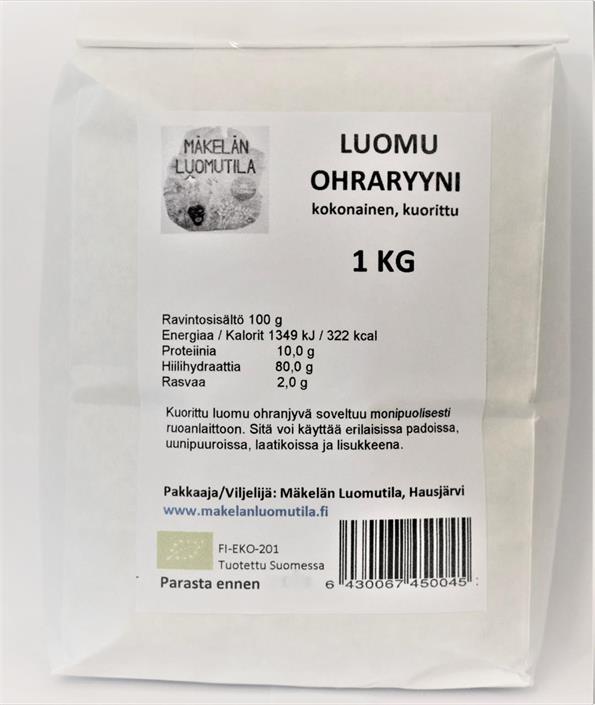 MÄKELÄN
LUOMUTILA
LUOMU
OHRARYYNI
kokonainen, kuorittu
1 KG
Ravintosisältö 100 g
Energiaa / Kalorit 1349 kJ / 322 kcal
Proteiinia 10,0 g
Hiilihydraattia 80,0 g
Rasvaa 2,0 g
Kuorittu luomu ohranjyvä soveltuu monipuolisesti
ruoanlaittoon. Sitä voi käyttää erilaisissa padoissa,
uunipuuroissa, laatikoissa ja lisukkeena.
Pakkaaja/Viljelijä: Mäkelän Luomutila, Hausjärvi
www.makelanluomutila.fi
FI-EKO-201
Tuotettu Suomessa
Parasta ennen
6 430067 450045